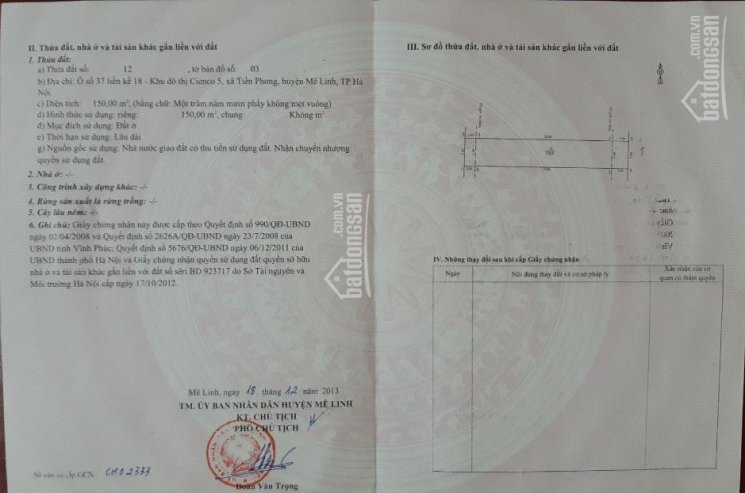 II. Thửa đất, nhà ở và tài sản khác gắn liền với đất
1. Thửa đất:
a) Thửa đất số: 12 , tờ bản đồ số: 03
b) Địa chỉ: Ô số 37 liền kề 18 - Khu đô thị Cienco 5, xã Tiền Phong, huyện Mê Linh, TP Hà
Nội.
c) Diện tích: 150,00 m², (bằng chữ: Một trăm năm mươi phẩy không mét vuông)
d) Hình thức sử dụng: riêng: 150,00 m², chung: Không m²
đ) Mục đích sử dụng: Đất ở
e) Thời hạn sử dụng: Lâu dài
g) Nguồn gốc sử dụng: Nhà nước giao đất có thu tiền sử dụng đất. Nhận chuyển nhượng
quyền sử dụng đất.
2. Nhà ở: -/-
3. Công trình xây dựng khác: -/-
4. Rừng sản xuất là rừng trồng: -/-
5. Cây lâu năm: -/-
6. Ghi chú: Giấy chứng nhận này được cấp theo Quyết định số 990/QĐ-UBND
ngày 02/04/2008 và Quyết định số 2626A/QĐ-UBND ngày 23/7/2008 của
UBND tỉnh Vĩnh Phúc; Quyết định số 5676/QĐ-UBND ngày 06/12/2011 của
UBND thành phố Hà Nội và Giấy chứng nhận quyền sử dụng đất quyền sở hữu
nhà ở và tài sản khác gắn liền với đất số sêri BD 923717 do Sở Tài nguyên và
Môi trường Hà Nội cấp ngày 17/10/2012.
Mê Linh, ngày 18 tháng 12 năm 2013
TM. ỦY BAN NHÂN DÂN HUYỆN MÊ LINH
KT. CHỦ TỊCH
PHÓ CHỦ TỊCH
Đoàn Văn Trọng
Số vào sổ cấp GCN: CH02333
III. Sơ đồ thửa đất, nhà ở và tài sản khác gắn liền với đất
IV. Những thay đổi sau khi cấp Giấy chứng nhận
Ngày
Nội dung thay đổi và cơ sở pháp lý
Xác nhận của cơ
quan có thẩm quyền
batdongsan
.com.vn
batdongsan
.com.vn
batdongsan
.com.vn